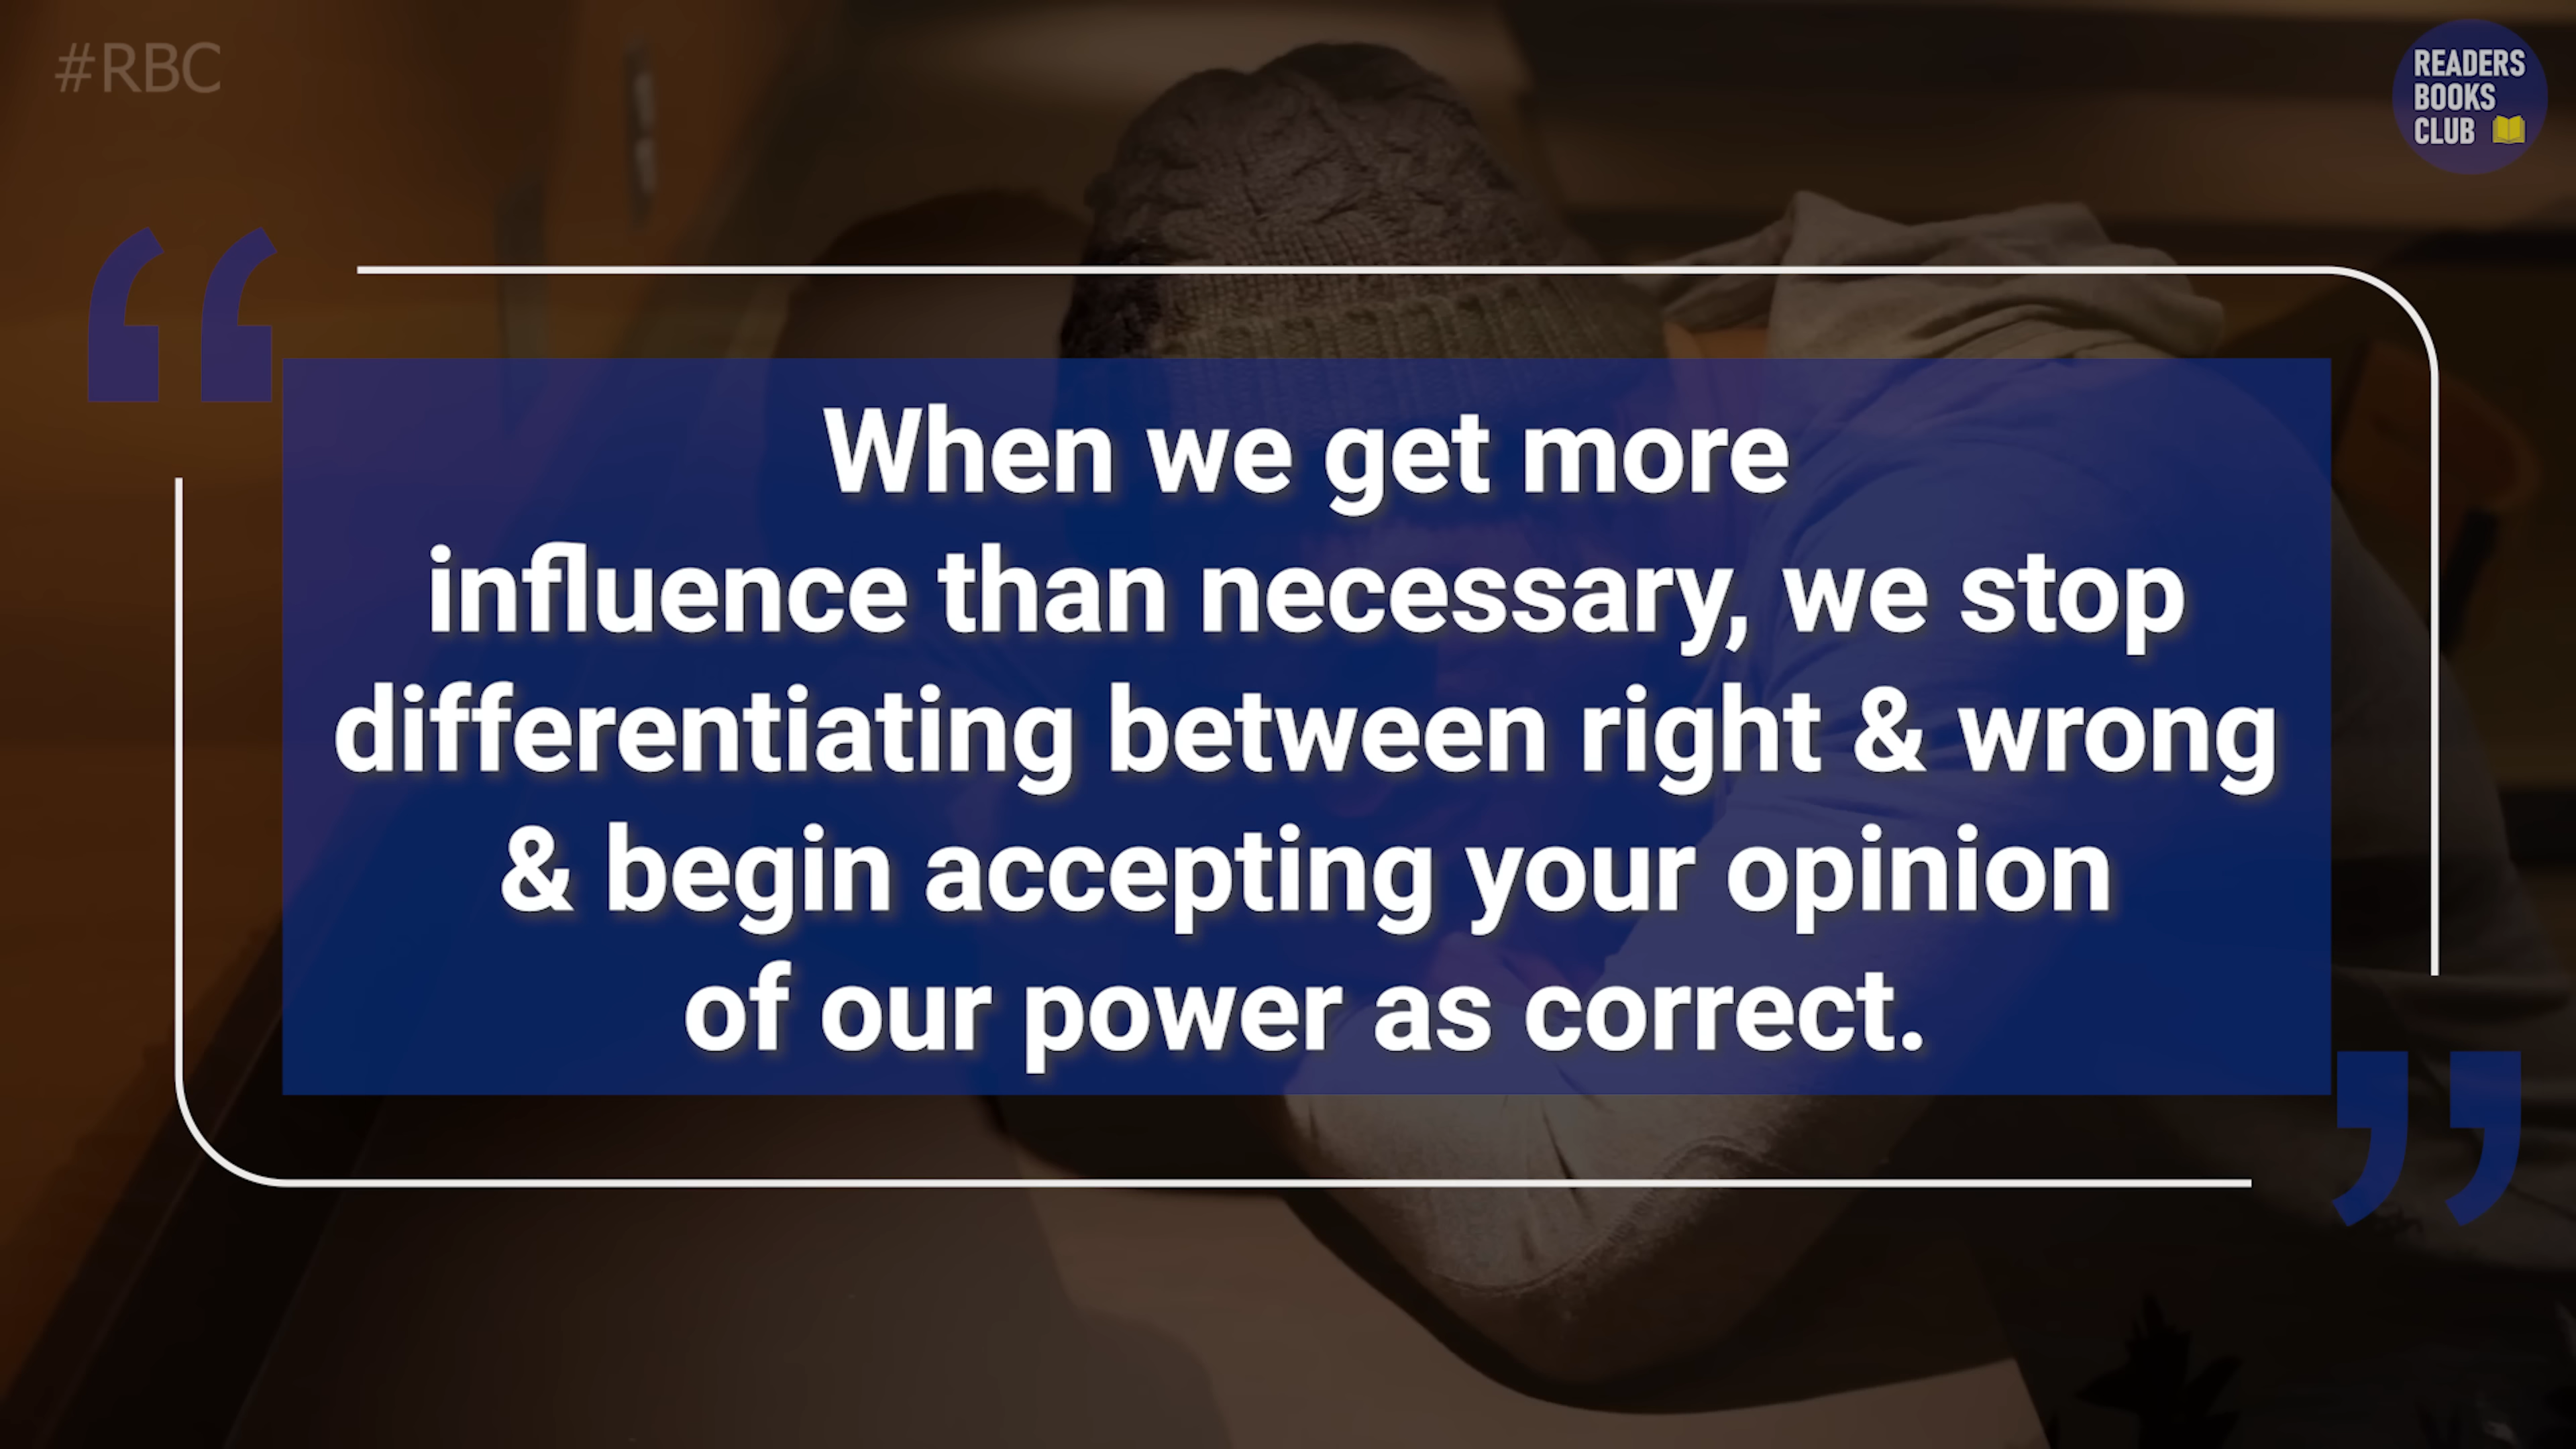 #RBC
READERS
BOOKS
CLUB
When we get more
influence than necessary, we stop
differentiating between right & wrong
& begin accepting your opinion
of our power as correct.